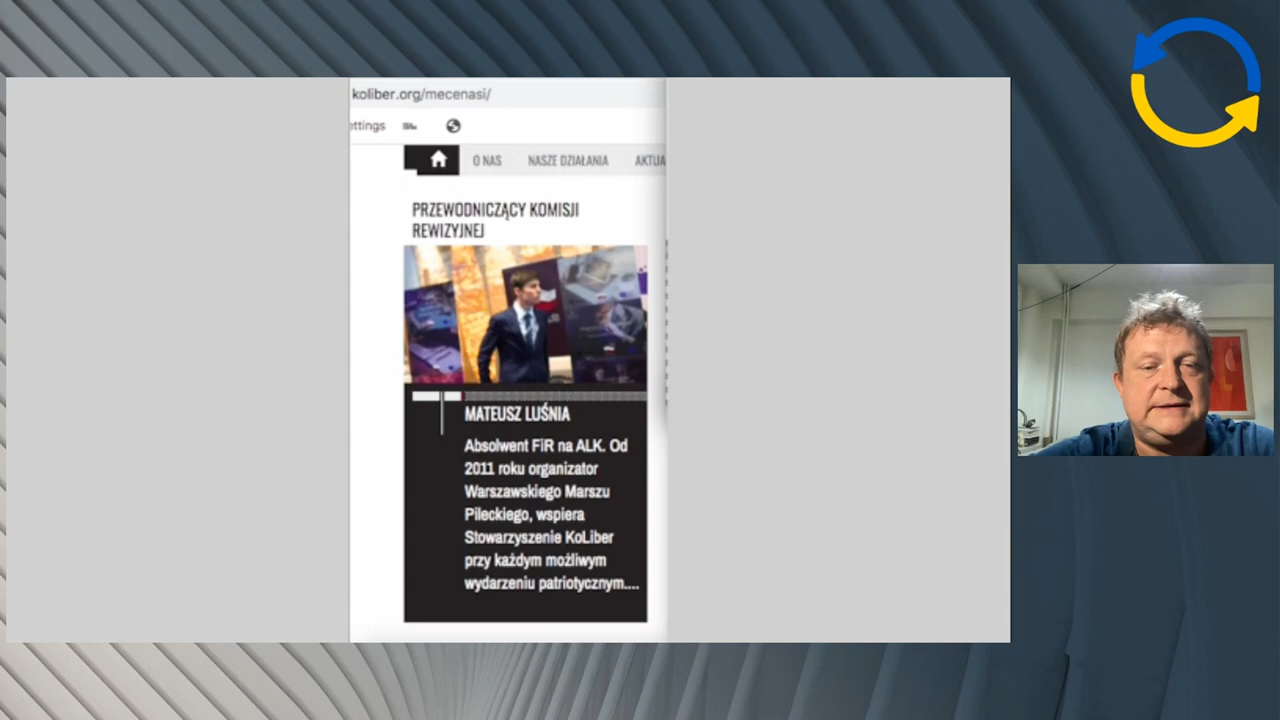 koliber.org/mecenasi/
ettings
O NAS NASZE DZIAŁANIA AKTUA
PRZEWODNICZĄCY KOMISJI
REWIZYJNEJ
MATEUSZ LUŚNIA
Absolwent FiR na ALK. Od
2011 roku organizator
Warszawskiego Marszu
Pileckiego, wspiera
Stowarzyszenie KoLiber
przy każdym możliwym
wydarzeniu patriotycznym....